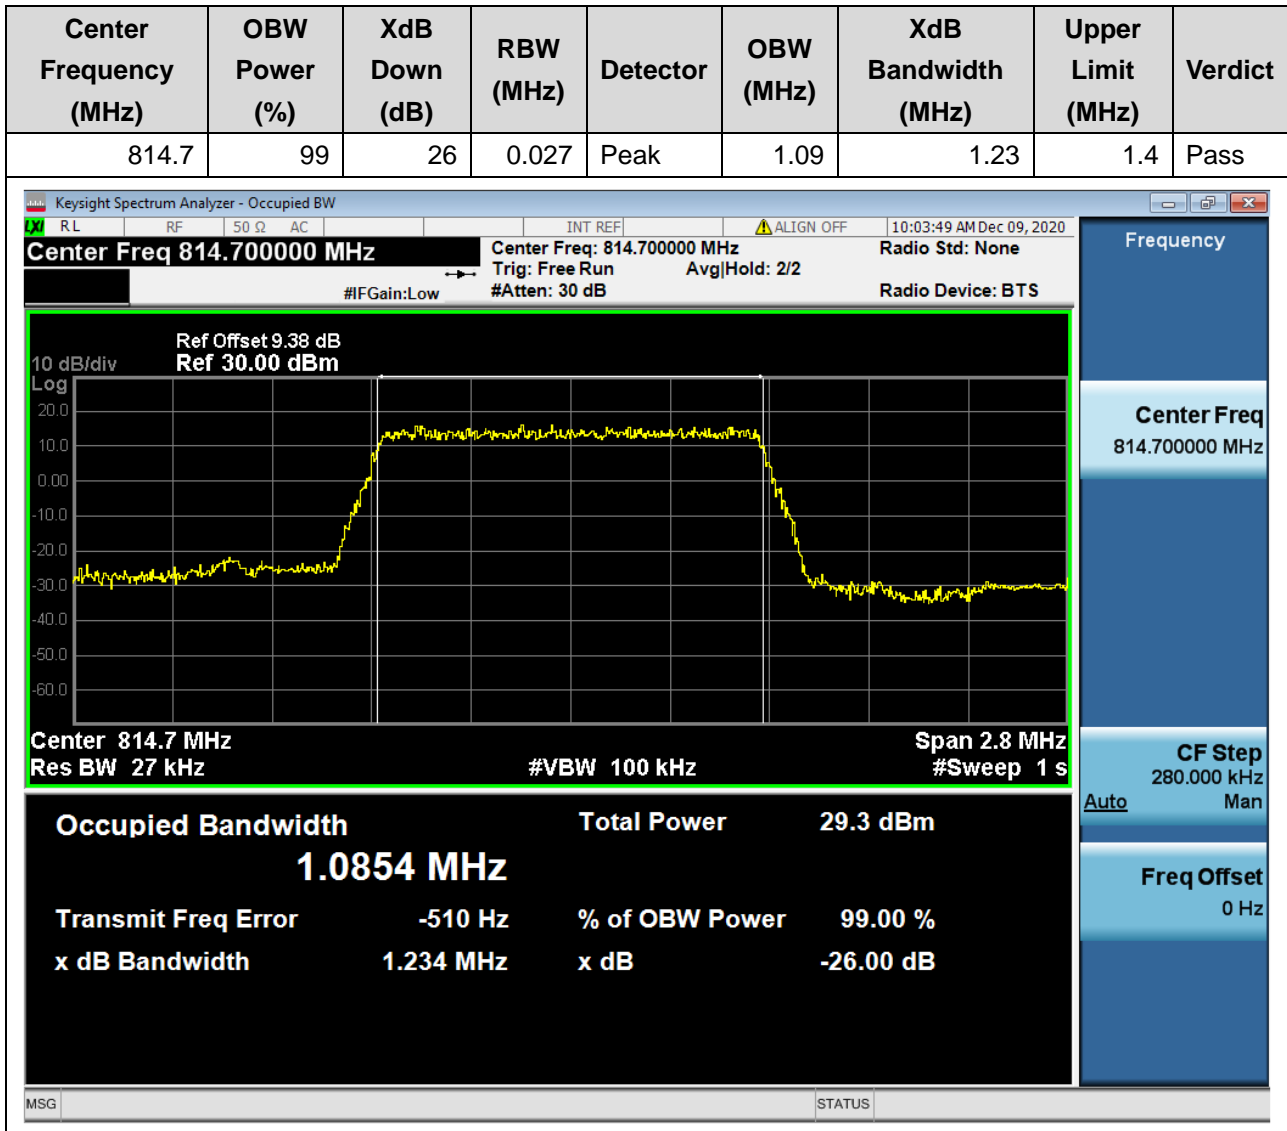 Center Frequency (MHz) OBW Power (%) XdB Down (dB) RBW (MHz) Detector OBW (MHz) XdB Bandwidth (MHz) Upper Limit (MHz) Verdict
814.7 99 26 0.027 Peak 1.09 1.23 1.4 Pass
Keysight Spectrum Analyzer - Occupied BW
LXI RL RF 50 Ω AC INT REF ALIGN OFF 10:03:49 AM Dec 09, 2020
Center Freq 814.700000 MHz
Center Freq: 814.700000 MHz
Radio Std: None
Trig: Free Run Avg|Hold: 2/2
#IFGain:Low
#Atten: 30 dB
Radio Device: BTS
Ref Offset 9.38 dB
10 dB/div Ref 30.00 dBm
Log
20.0
10.0
0.00
-10.0
-20.0
-30.0
-40.0
-50.0
-60.0
Center 814.7 MHz Span 2.8 MHz
Res BW 27 kHz #VBW 100 kHz #Sweep 1 s
Occupied Bandwidth Total Power 29.3 dBm
1.0854 MHz
Transmit Freq Error -510 Hz % of OBW Power 99.00 %
x dB Bandwidth 1.234 MHz x dB -26.00 dB
Frequency
Center Freq
814.700000 MHz
CF Step
280.000 kHz
Auto Man
Freq Offset
0 Hz
MSG STATUS